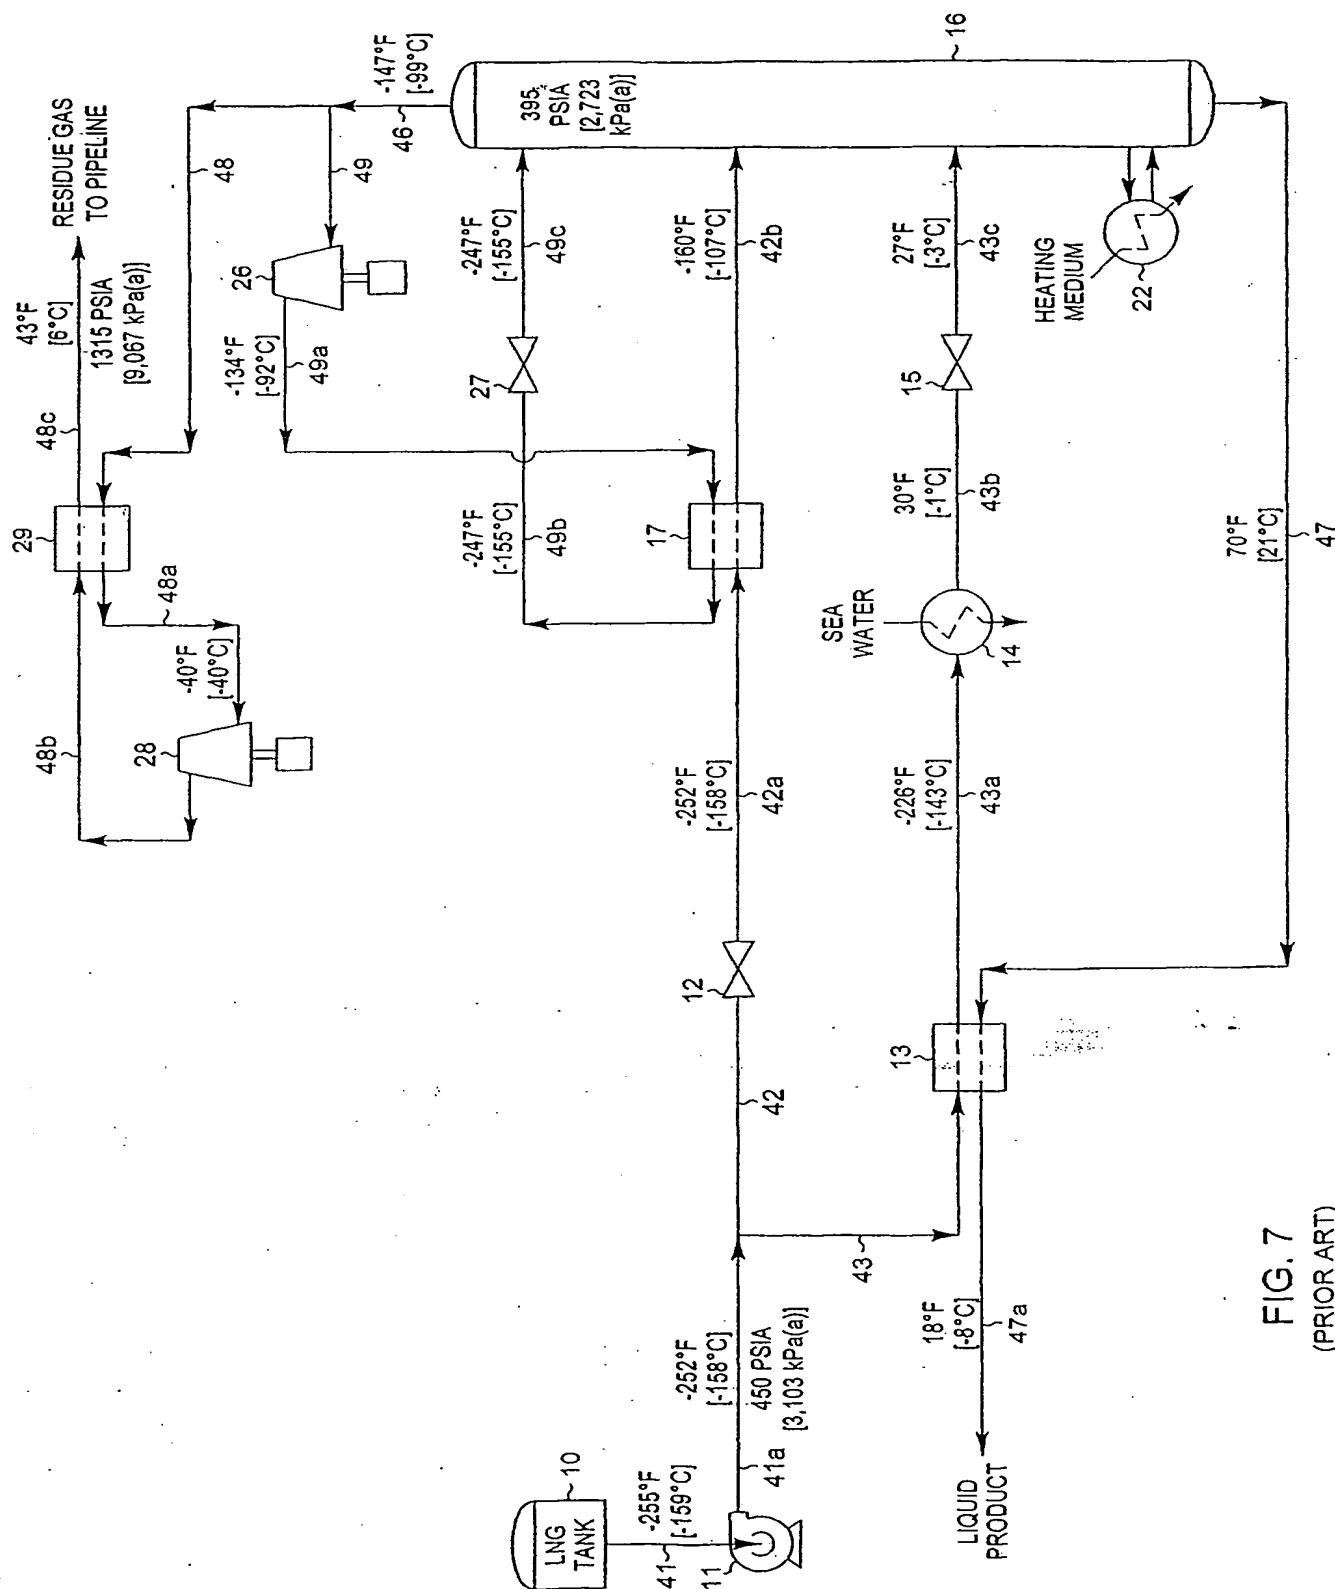 RESIDUE GAS
TO PIPELINE
43°F
[6°C]
1315 PSIA
[9,067 kPa(a)]
48c
29
48
48a
-40°F
[-40°C]
28
48b
-147°F
[-99°C]
46
49
26
-134°F
[-92°C]
49a
395
PSIA
[2,723
kPa(a)]
16
-247°F
[-155°C]
49c
27
-247°F
[-155°C]
49b
-160°F
[-107°C]
42b
17
-252°F
[-158°C]
42a
12
42
27°F
[-3°C]
43c
15
30°F
[-1°C]
43b
SEA
WATER
14
-226°F
[-143°C]
43a
13
43
HEATING
MEDIUM
22
70°F
[21°C]
47
18°F
[-8°C]
47a
LIQUID
PRODUCT
LNG
TANK
10
-255°F
[-159°C]
41
11
-252°F
[-158°C]
450 PSIA
[3,103 kPa(a)]
41a
FIG. 7
(PRIOR ART)